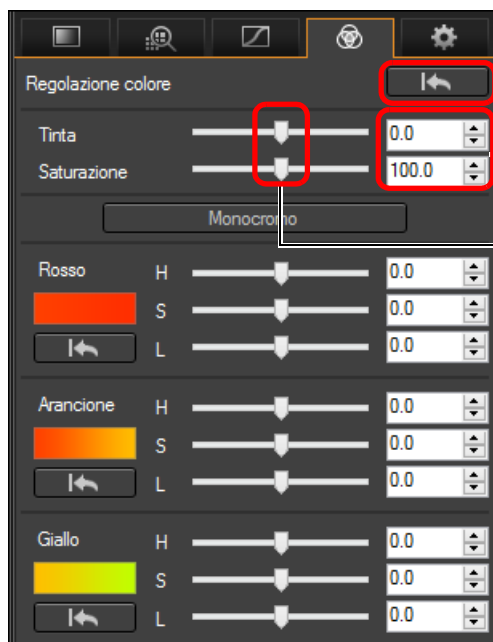 Regolazione colore
Tinta 0.0
Saturazione 100.0
Monocromo
Rosso H 0.0
S 0.0
L 0.0
Arancione H 0.0
S 0.0
L 0.0
Giallo H 0.0
S 0.0
L 0.0